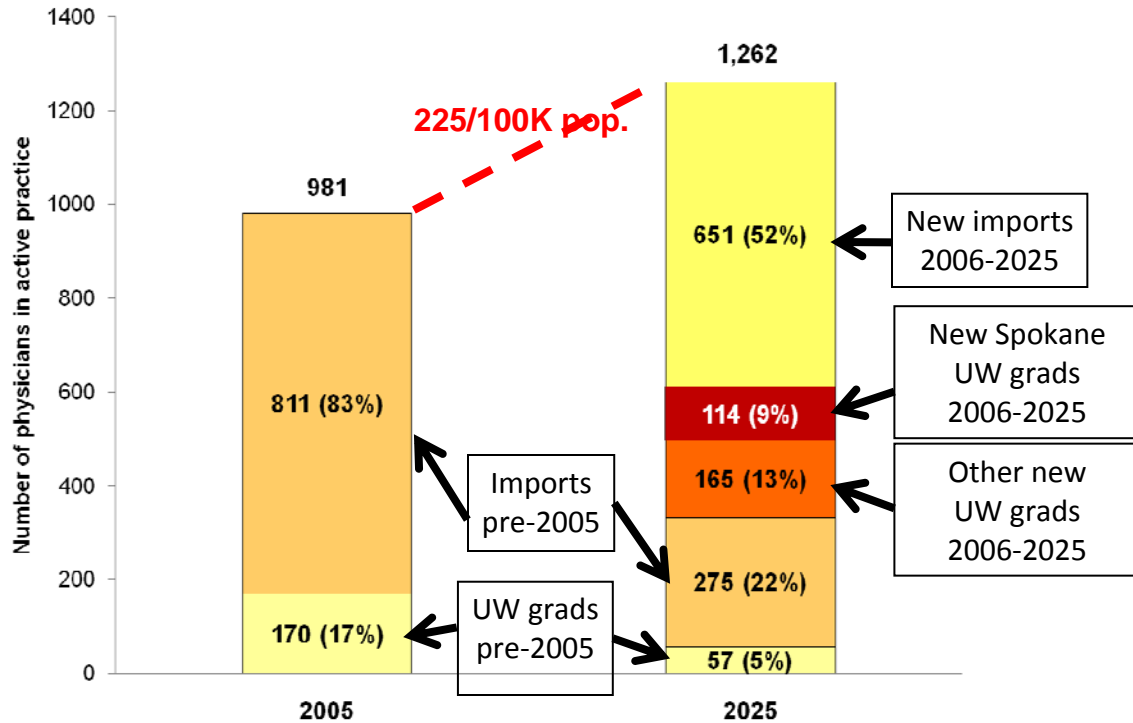 1400
1200
1000
800
600
400
200
0
Number of physicians in active practice
981
811 (83%)
170 (17%)
2005
225/100K pop.
1,262
651 (52%)
114 (9%)
165 (13%)
275 (22%)
57 (5%)
2025
Imports
pre-2005
UW grads
pre-2005
New imports
2006-2025
New Spokane
UW grads
2006-2025
Other new
UW grads
2006-2025